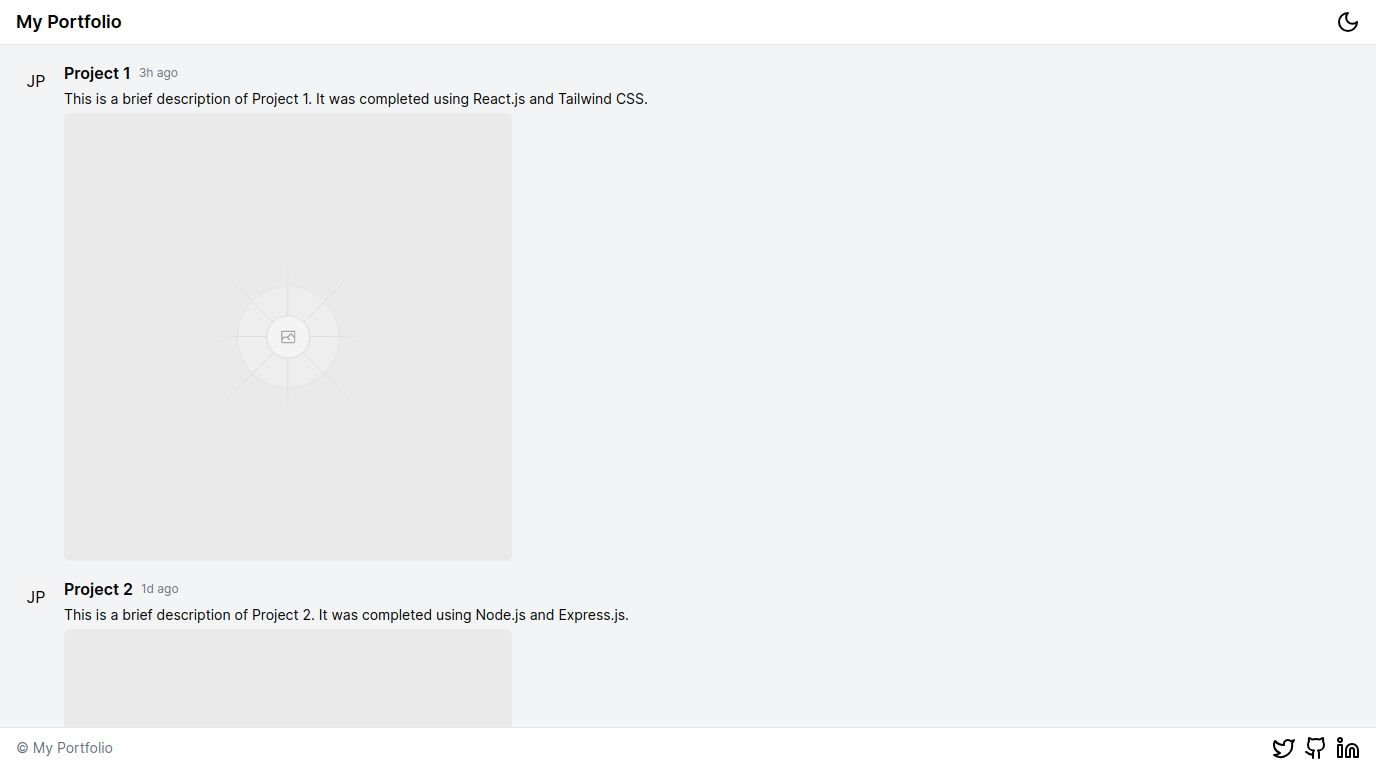 My Portfolio
JP
Project 1 3h ago
This is a brief description of Project 1. It was completed using React.js and Tailwind CSS.
JP
Project 2 1d ago
This is a brief description of Project 2. It was completed using Node.js and Express.js.
© My Portfolio